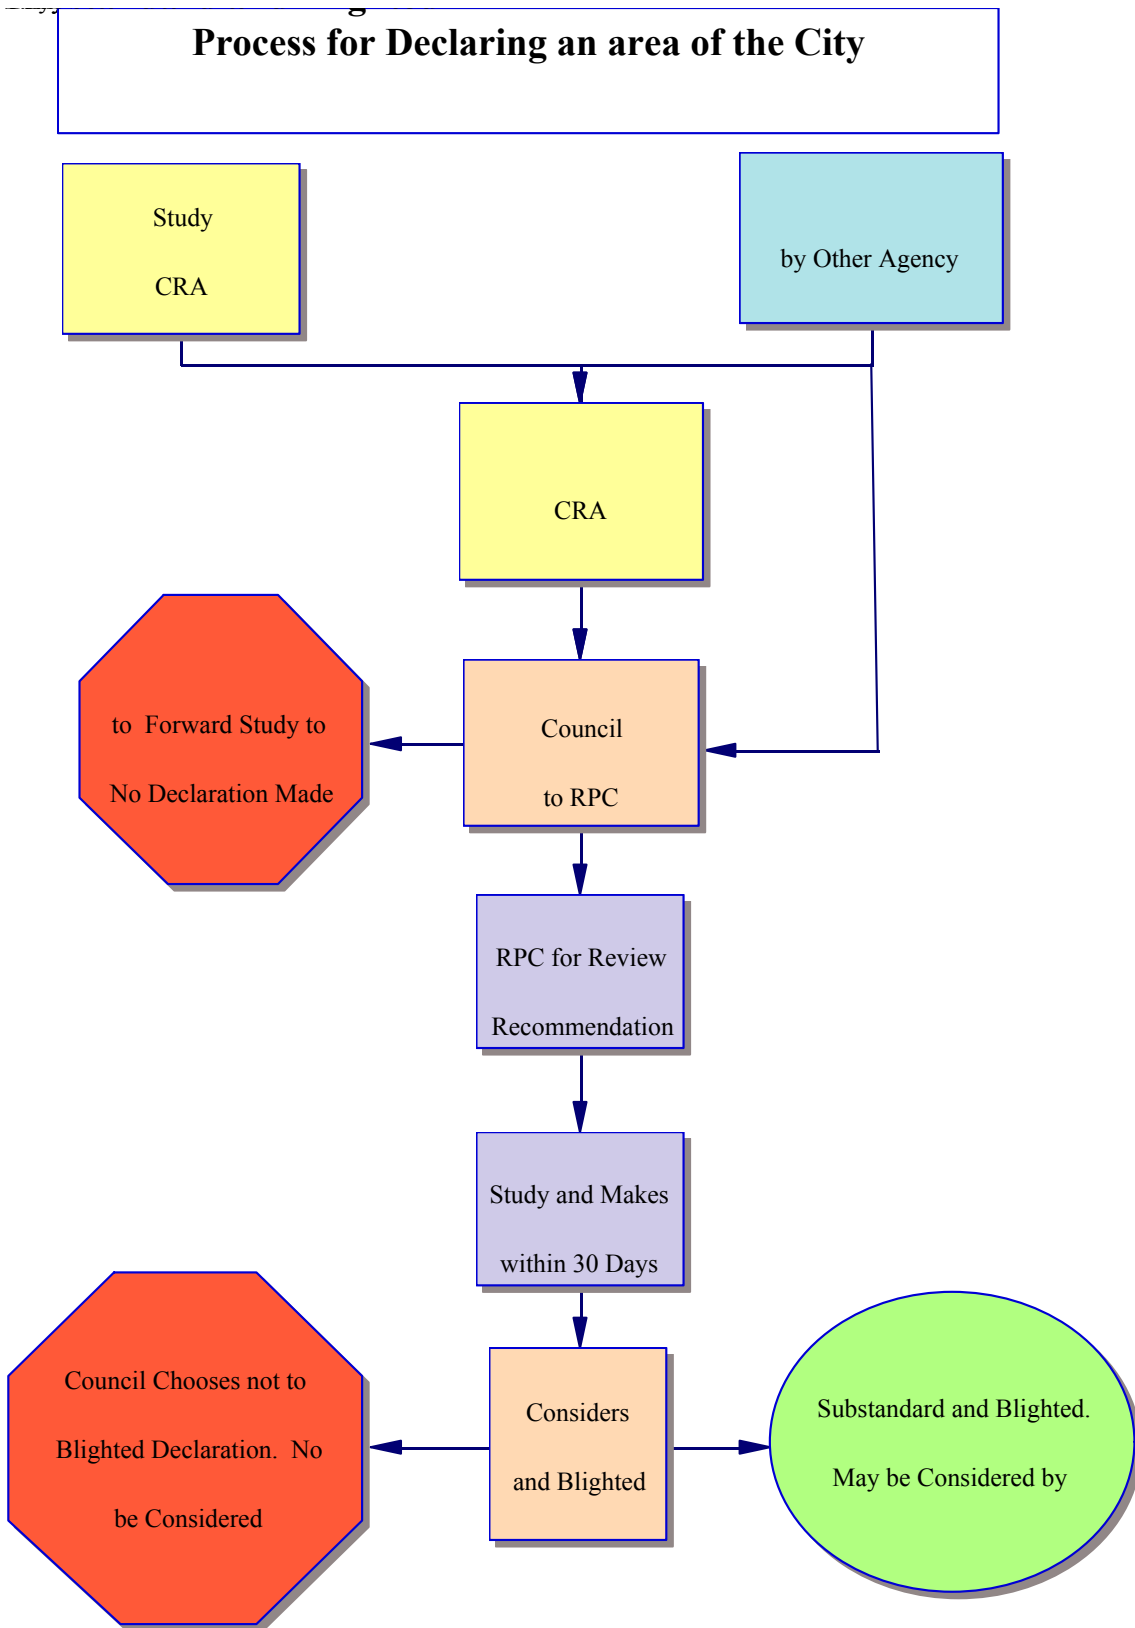 Process for Declaring an area of the City
Study
CRA
by Other Agency
CRA
to Forward Study to
No Declaration Made
Council
to RPC
RPC for Review
Recommendation
Study and Makes
within 30 Days
Council Chooses not to
Blighted Declaration. No
be Considered
Considers
and Blighted
Substandard and Blighted.
May be Considered by